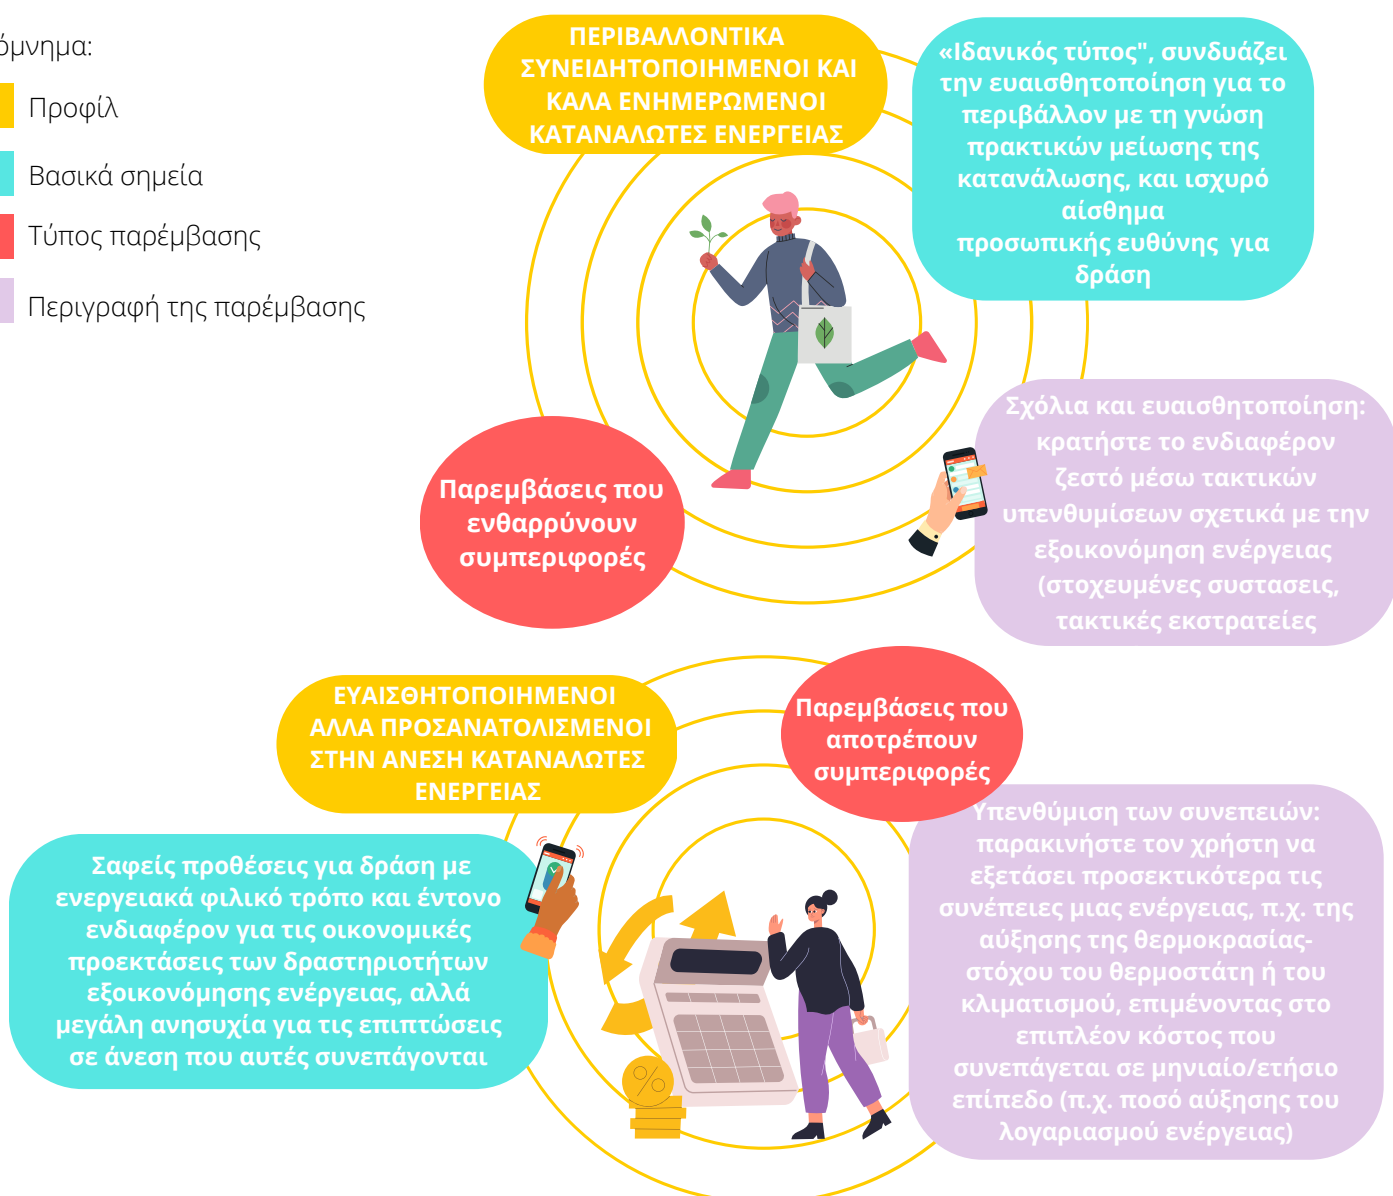 όμνημα:
Προφίλ
Βασικά σημεία
Τύπος παρέμβασης
Περιγραφή της παρέμβασης
ΠΕΡΙΒΑΛΛΟΝΤΙΚΑ
ΣΥΝΕΙΔΗΤΟΠΟΙΗΜΕΝΟΙ ΚΑΙ
ΚΑΛΑ ΕΝΗΜΕΡΩΜΕΝΟΙ
ΚΑΤΑΝΑΛΩΤΕΣ ΕΝΕΡΓΕΙΑΣ
«Ιδανικός τύπος", συνδυάζει
την ευαισθητοποίηση για το
περιβάλλον με τη γνώση
πρακτικών μείωσης της
κατανάλωσης, και ισχυρό
αίσθημα
προσωπικής ευθύνης για
δράση
Παρεμβάσεις που
ενθαρρύνουν
συμπεριφορές
Σχόλια και ευαισθητοποίηση:
κρατήστε το ενδιαφέρον
ζεστό μέσω τακτικών
υπενθυμίσεων σχετικά με την
εξοικονόμηση ενέργειας
(στοχευμένες συστασεις,
τακτικές εκστρατείες
ΕΥΑΙΣΘΗΤΟΠΟΙΗΜΕΝΟΙ
ΑΛΛΑ ΠΡΟΣΑΝΑΤΟΛΙΣΜΕΝΟΙ
ΣΤΗΝ ΑΝΕΣΗ ΚΑΤΑΝΑΛΩΤΕΣ
ΕΝΕΡΓΕΙΑΣ
Παρεμβάσεις που
αποτρέπουν
συμπεριφορές
Σαφείς προθέσεις για δράση με
ενεργειακά φιλικό τρόπο και έντονο
ενδιαφέρον για τις οικονομικές
προεκτάσεις των δραστηριοτήτων
εξοικονόμησης ενέργειας, αλλά
μεγάλη ανησυχία για τις επιπτώσεις
σε άνεση που αυτές συνεπάγονται
Υπενθύμιση των συνεπειών:
παρακινήστε τον χρήστη να
εξετάσει προσεκτικότερα τις
συνέπειες μιας ενέργειας, π.χ. της
αύξησης της θερμοκρασίας-
στόχου του θερμοστάτη ή του
κλιματισμού, επιμένοντας στο
επιπλέον κόστος που
συνεπάγεται σε μηνιαίο/ετήσιο
επίπεδο (π.χ. ποσό αύξησης του
λογαριασμού ενέργειας)
%